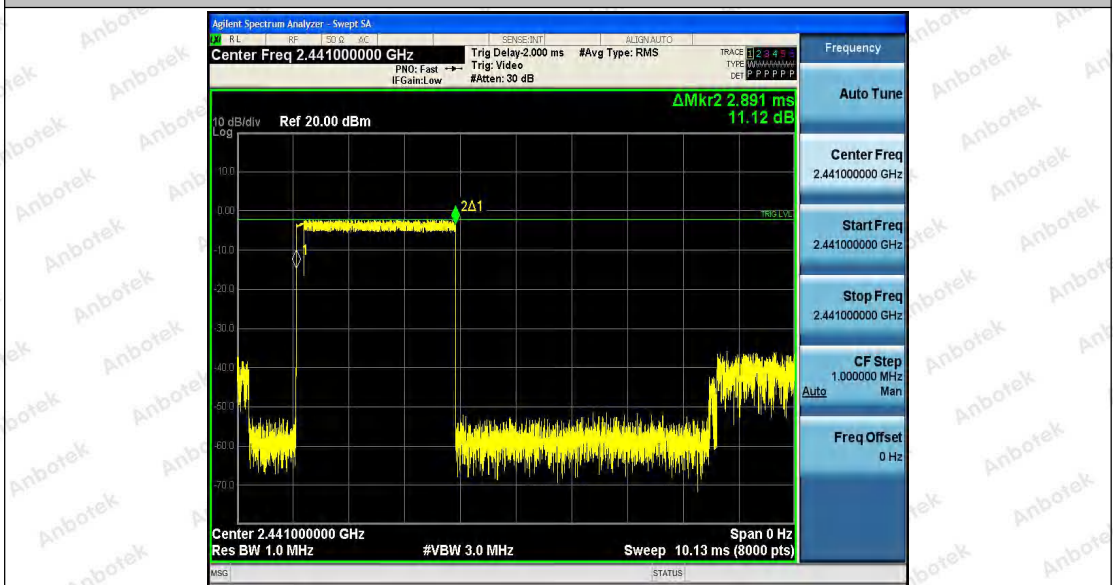 Agilent Spectrum Analyzer - Swept SA
RL RF 50 Ω AC SENSE:INT ALIGN AUTO
Center Freq 2.441000000 GHz
PNO: Fast
IFGain:Low
Trig Delay-2.000 ms
Trig: Video
#Atten: 30 dB
#Avg Type: RMS
TRACE 1 2 3 4 5 6
TYPE
DET P P P P P P
ΔMkr2 2.891 ms
11.12 dB
10 dB/div Ref 20.00 dBm
Log
10.0
0.00
-10.0
-20.0
-30.0
-40.0
-50.0
-60.0
-70.0
2Δ1
TRIG LVL
Center 2.441000000 GHz
Span 0 Hz
Res BW 1.0 MHz
#VBW 3.0 MHz
Sweep 10.13 ms (8000 pts)
MSG
STATUS
Frequency
Auto Tune
Center Freq
2.441000000 GHz
Start Freq
2.441000000 GHz
Stop Freq
2.441000000 GHz
CF Step
1.000000 MHz
Auto Man
Freq Offset
0 Hz
Anbotek